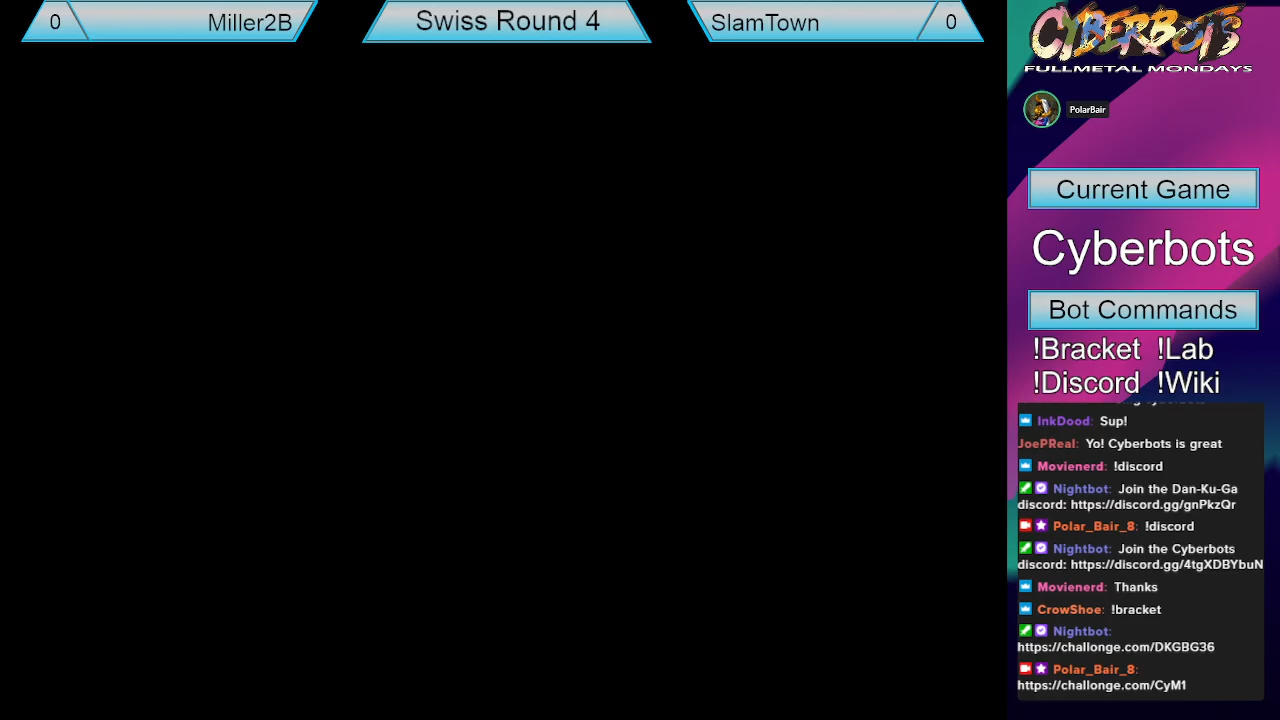 0 Miller2B Swiss Round 4 SlamTown 0
CYBERBOTS
FULLMETAL MONDAYS
PolarBair
Current Game
Cyberbots
Bot Commands
!Bracket !Lab
!Discord !Wiki
InkDood: Sup!
JoePReal: Yo! Cyberbots is great
Movienerd: !discord
Nightbot: Join the Dan-Ku-Ga
discord: https://discord.gg/gnPkzQr
Polar_Bair_8: !discord
Nightbot: Join the Cyberbots
discord: https://discord.gg/4tgXDBYbuN
Movienerd: Thanks
CrowShoe: !bracket
Nightbot:
https://challonge.com/DKGBG36
Polar_Bair_8:
https://challonge.com/CyM1